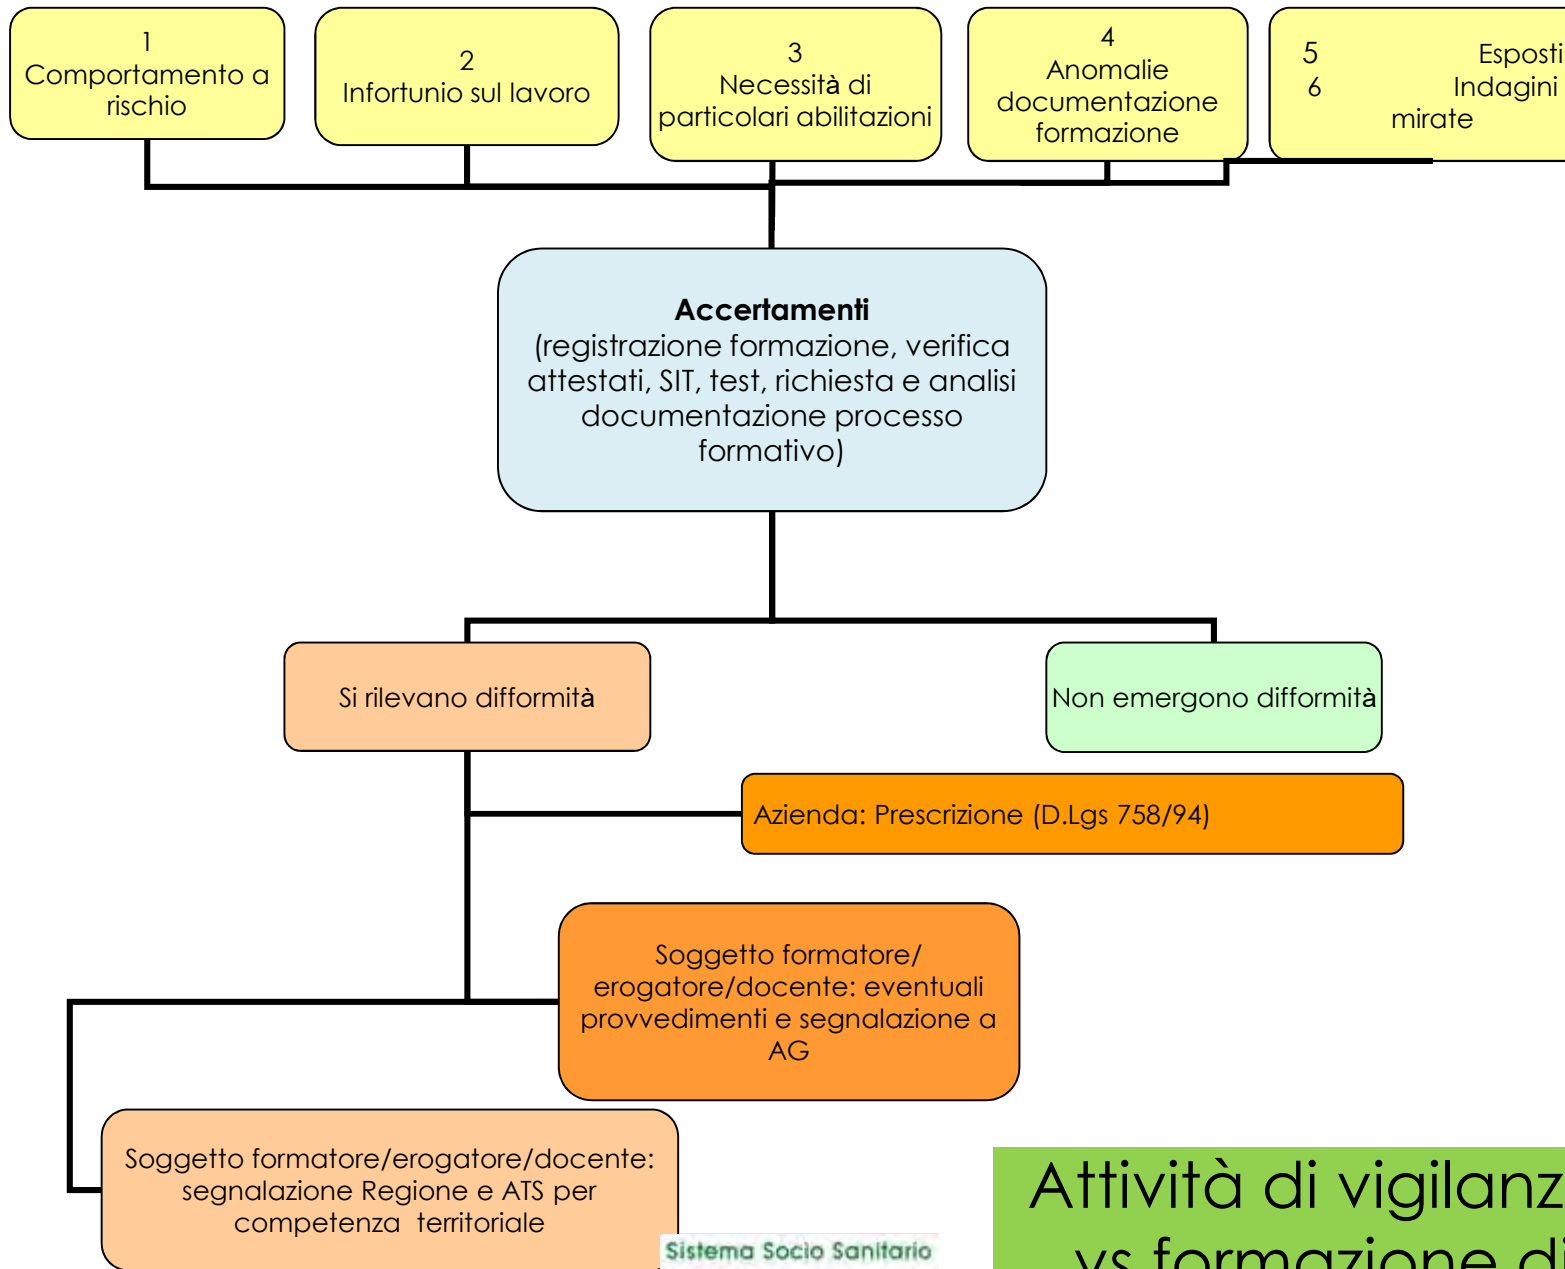 1
Comportamento a
rischio
2
Infortunio sul lavoro
3
Necessità di
particolari abilitazioni
4
Anomalie
documentazione
formazione
5 Esposti
6 Indagini
mirate
Accertamenti
(registrazione formazione, verifica
attestati, SIT, test, richiesta e analisi
documentazione processo
formativo)
Si rilevano difformità
Non emergono difformità
Azienda: Prescrizione (D.Lgs 758/94)
Soggetto formatore/
erogatore/docente: eventuali
provvedimenti e segnalazione a
AG
Soggetto formatore/erogatore/docente:
segnalazione Regione e ATS per
competenza territoriale
Sistema Socio Sanitario
Attività di vigilanz
vs formazione di